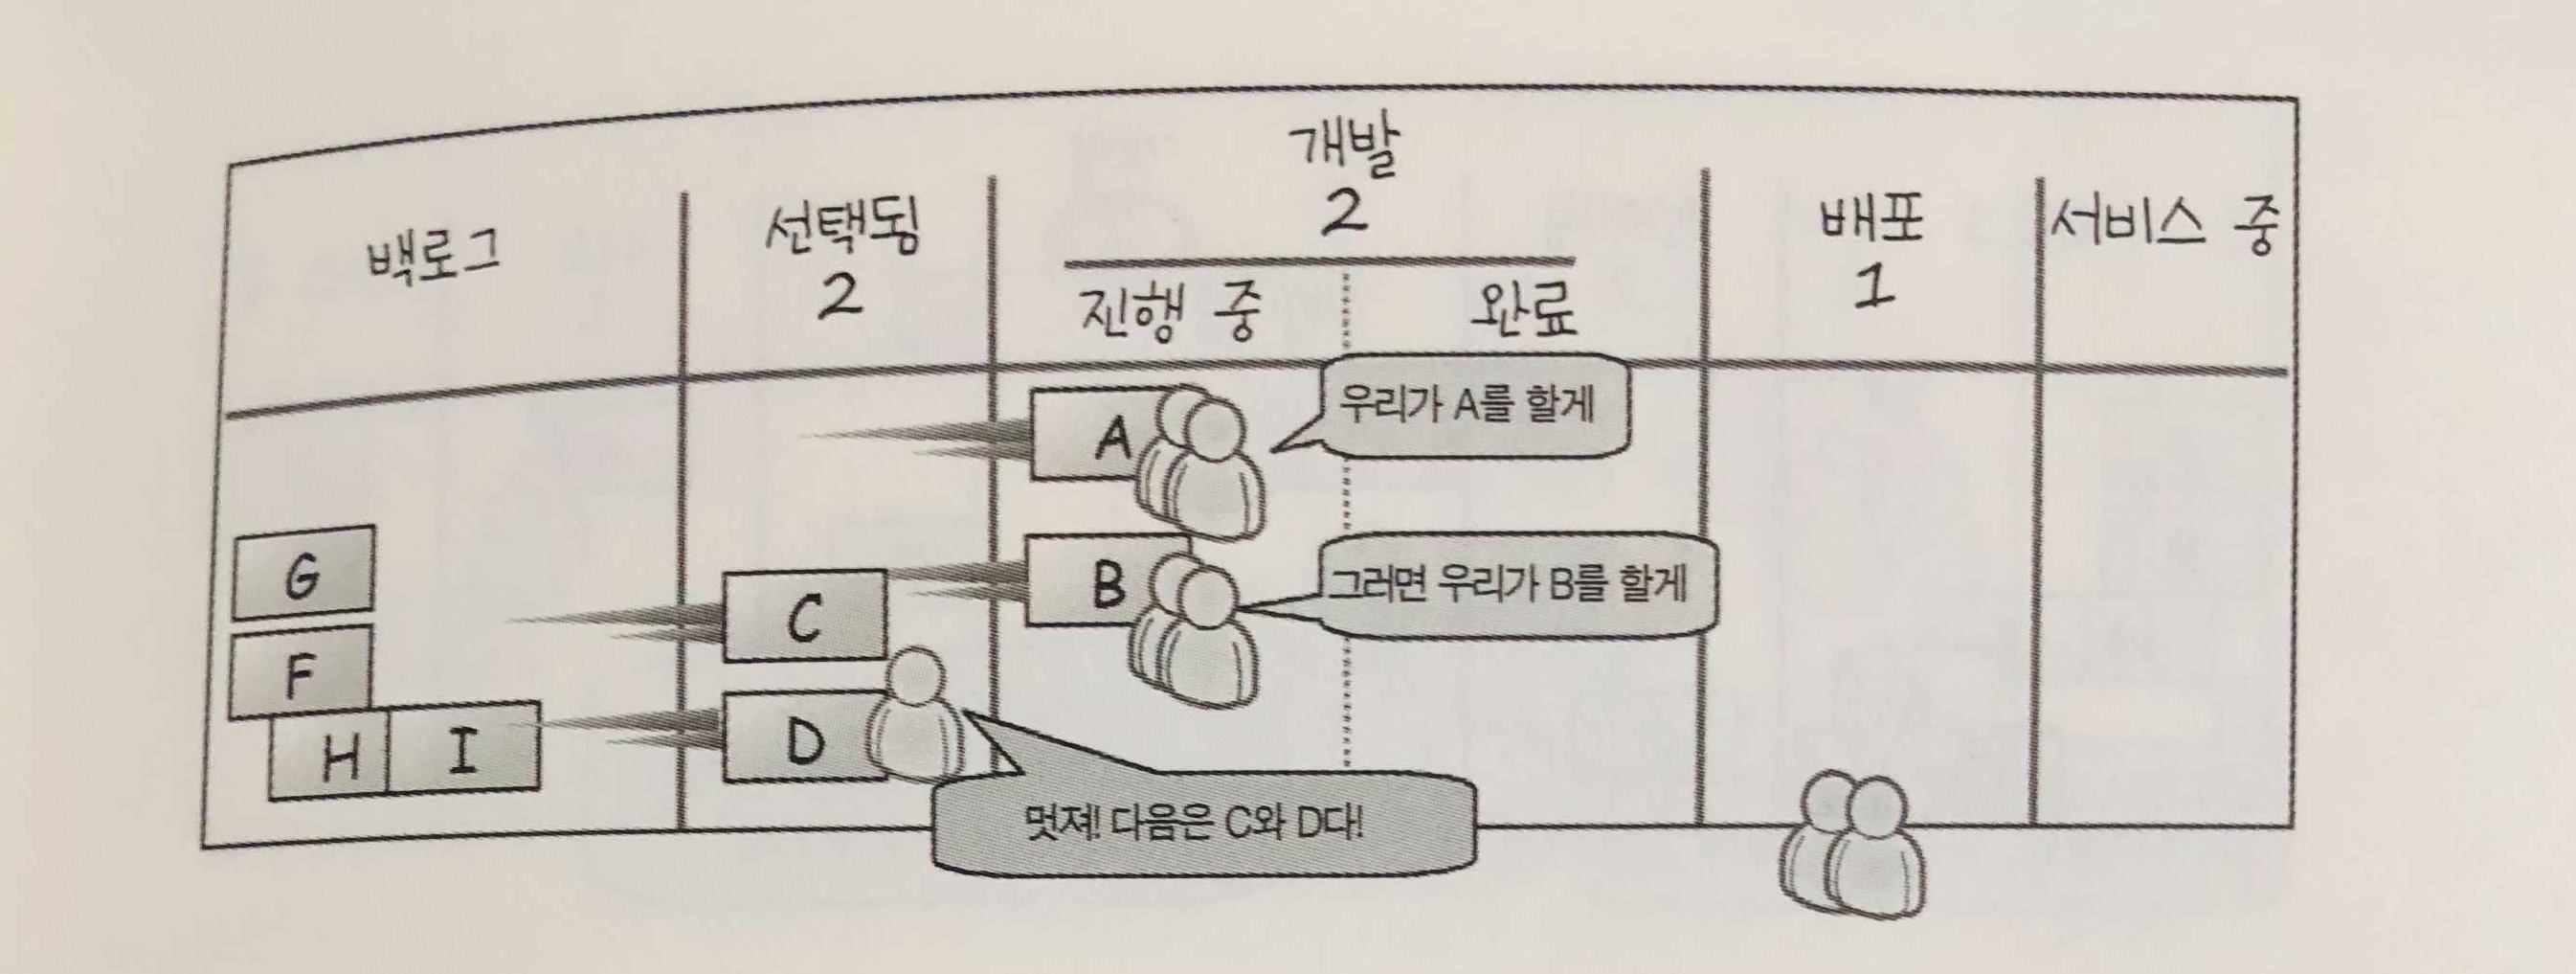 백로그
선택됨
2
개발
2
진행 중
완료
배포
1
서비스 중
A
우리가 A를 할게
G
B
그러면 우리가 B를 할게
C
F
D
H
I
멋져! 다음은 C와 D다!